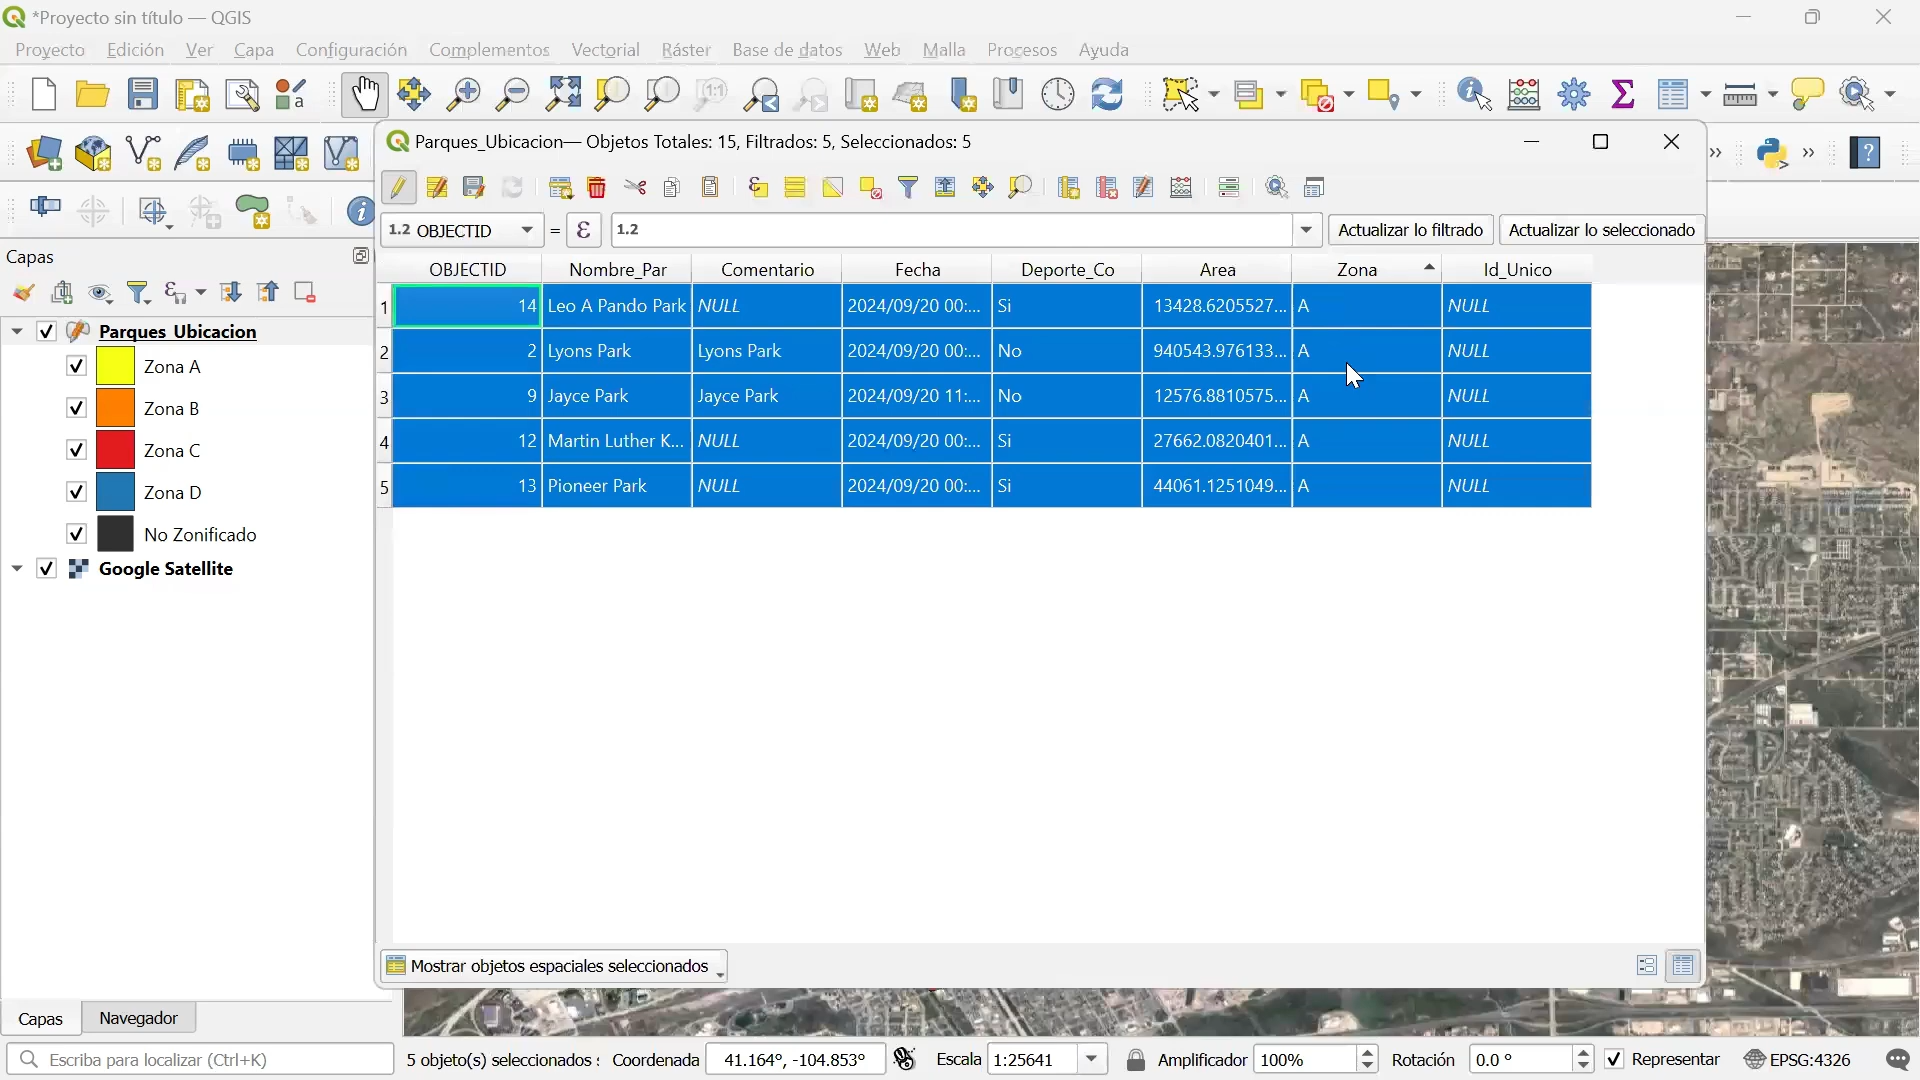 *Proyecto sin título — QGIS
Proyecto Edición Ver Capa Configuración Complementos Vectorial Ráster Base de datos Web Malla Procesos Ayuda
Parques_Ubicacion— Objetos Totales: 15, Filtrados: 5, Seleccionados: 5
1.2 OBJECTID = ε 1.2 Actualizar lo filtrado Actualizar lo seleccionado
Capas
OBJECTID Nombre_Par Comentario Fecha Deporte_Co Area Zona Id_Unico
1 14 Leo A Pando Park NULL 2024/09/20 00:... Si 13428.6205527... A NULL
2 2 Lyons Park Lyons Park 2024/09/20 00:... No 940543.976133... A NULL
3 9 Jayce Park Jayce Park 2024/09/20 11:... No 12576.8810575... A NULL
4 12 Martin Luther K... NULL 2024/09/20 00:... Si 27662.0820401... A NULL
5 13 Pioneer Park NULL 2024/09/20 00:... Si 44061.1251049... A NULL
Parques Ubicacion
Zona A
Zona B
Zona C
Zona D
No Zonificado
Google Satellite
Mostrar objetos espaciales seleccionados
Capas Navegador
Escriba para localizar (Ctrl+K) 5 objeto(s) seleccionados Coordenada 41.164°, -104.853° Escala 1:25641 Amplificador 100% Rotación 0.0 ° Representar EPSG:4326